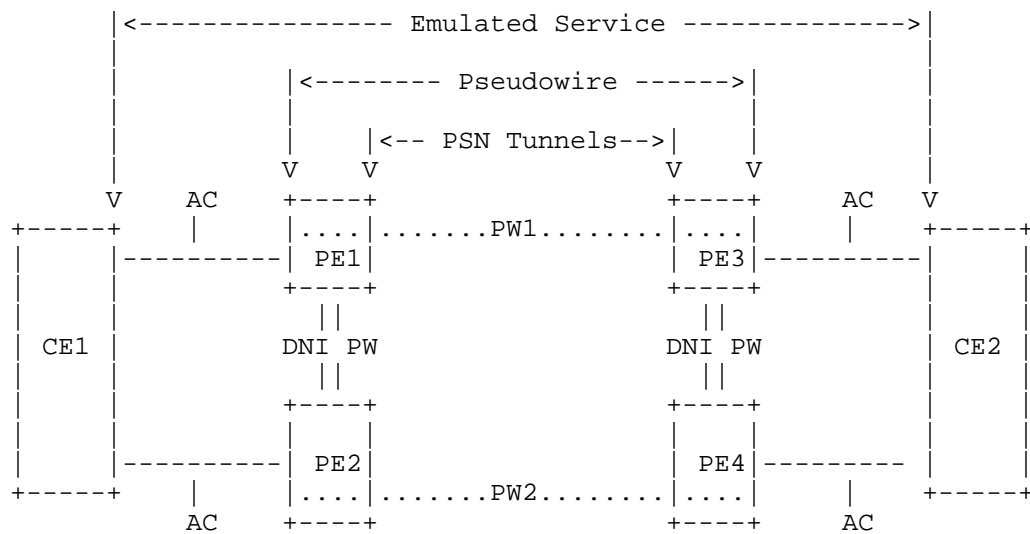 |<---------------- Emulated Service -------------->|
|<-------- Pseudowire ------>|
|<-- PSN Tunnels-->|
V V V V
V AC +----+ +----+ AC V
+-----+ | |....|.......PW1........|....| | +-----+
| |----------| PE1| | PE3|----------| |
| | +----+ +----+ | |
| | || || | |
| CE1 | DNI PW DNI PW | CE2 |
| | || || | |
| | +----+ +----+ | |
| | | | | | | |
| |----------| PE2| | PE4|--------- | |
+-----+ | |....|.......PW2........|....| | +-----+
AC +----+ +----+ AC